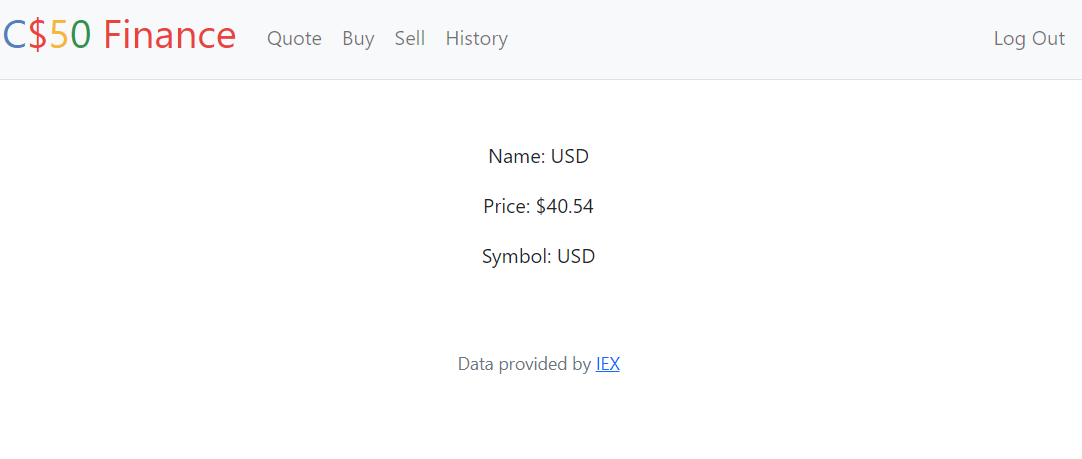 C$50 Finance Quote Buy Sell History Log Out
Name: USD
Price: $40.54
Symbol: USD
Data provided by IEX